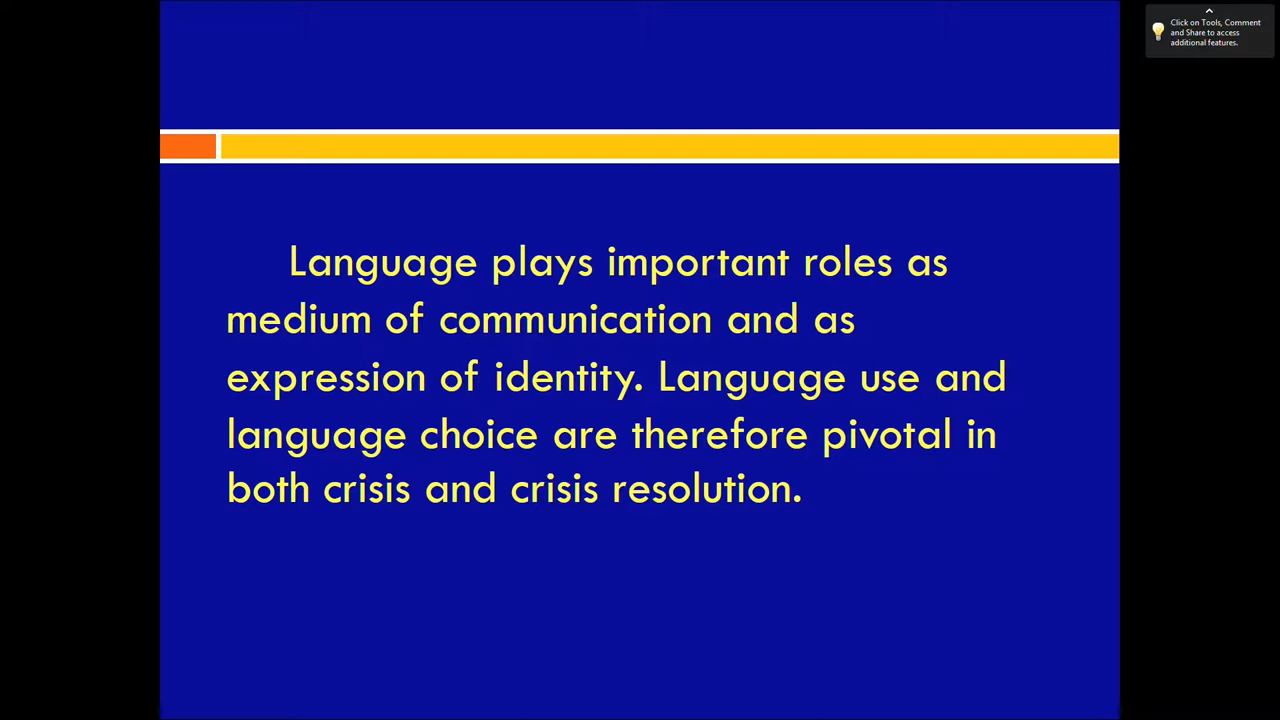 Click on Tools, Comment
and Share to access
additional features.
Language plays important roles as
medium of communication and as
expression of identity. Language use and
language choice are therefore pivotal in
both crisis and crisis resolution.